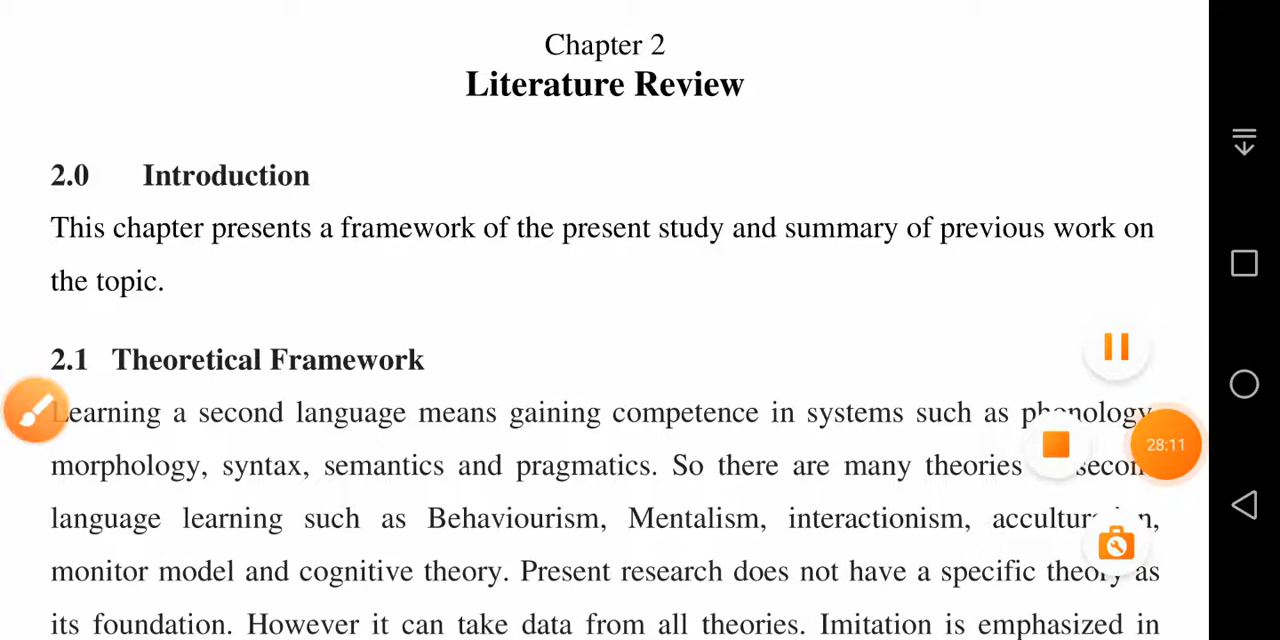 Chapter 2
Literature Review
2.0 Introduction
This chapter presents a framework of the present study and summary of previous work on
the topic.
2.1 Theoretical Framework
Learning a second language means gaining competence in systems such as phonology,
morphology, syntax, semantics and pragmatics. So there are many theories second
language learning such as Behaviourism, Mentalism, interactionism, acculturation,
monitor model and cognitive theory. Present research does not have a specific theory as
its foundation. However it can take data from all theories. Imitation is emphasized in
28:11